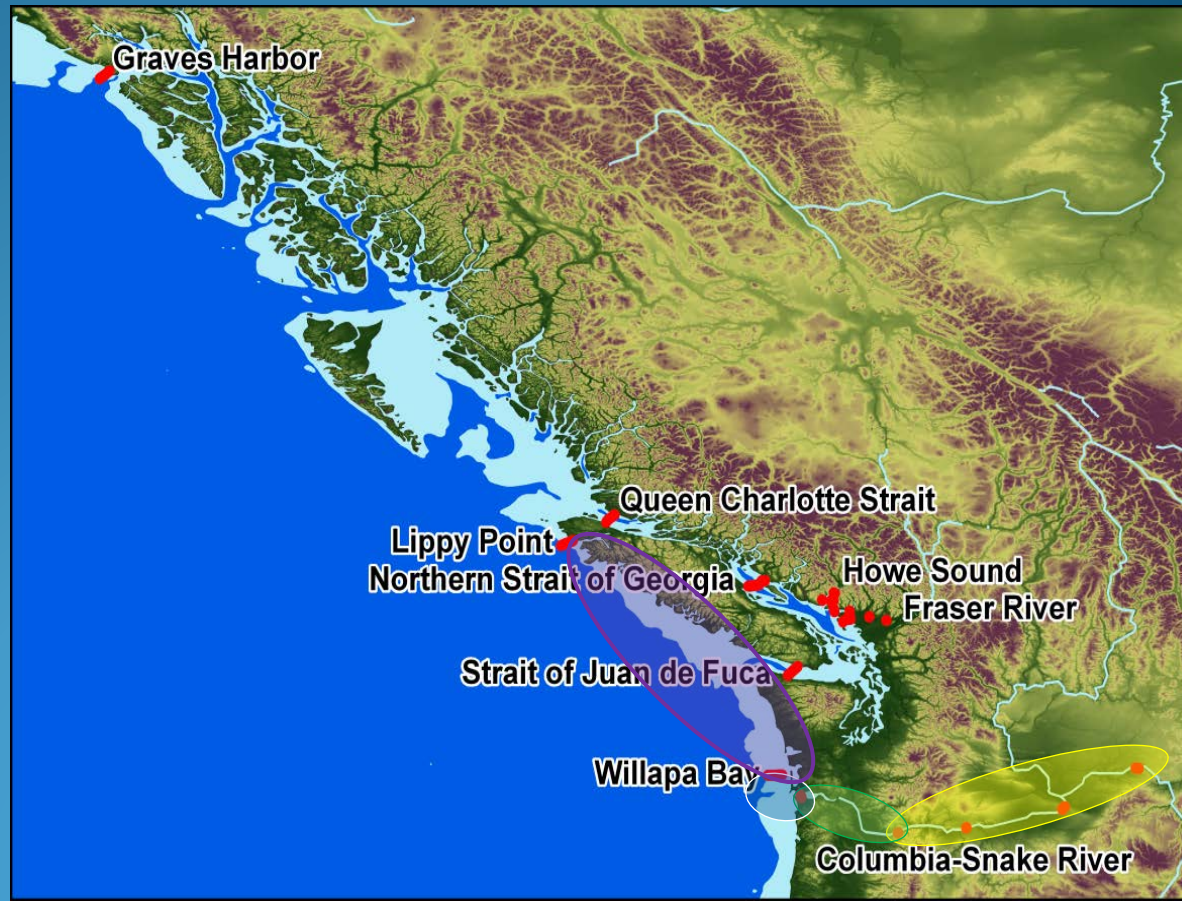 Graves Harbor
Queen Charlotte Strait
Lippy Point
Northern Strait of Georgia
Howe Sound
Fraser River
Strait of Juan de Fuca
Willapa Bay
Columbia-Snake River